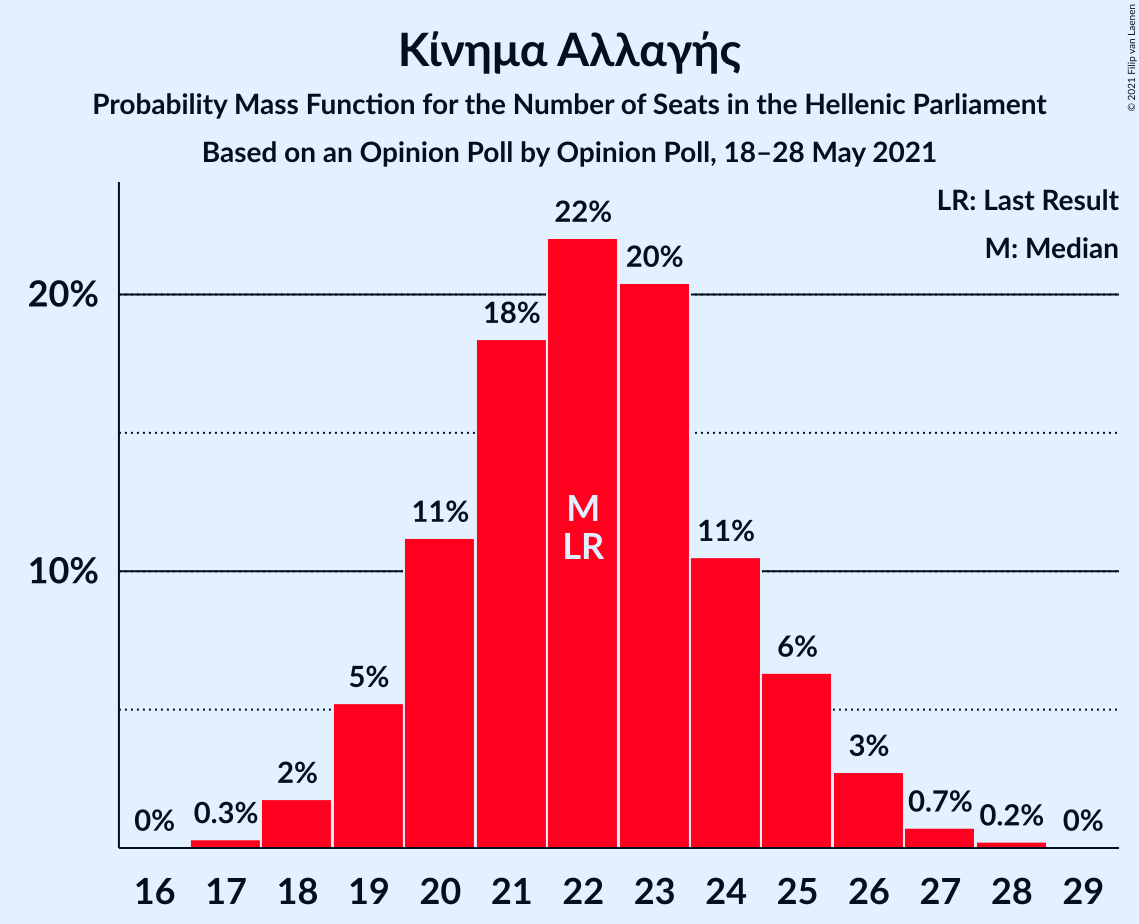 Κίνημα Αλλαγής
Probability Mass Function for the Number of Seats in the Hellenic Parliament
Based on an Opinion Poll by Opinion Poll, 18–28 May 2021
© 2021 Filip van Laenen
LR: Last Result
M: Median
20%
10%
0%
0.3%
2%
5%
11%
18%
22%
20%
11%
6%
3%
0.7%
0.2%
0%
M
LR
16 17 18 19 20 21 22 23 24 25 26 27 28 29